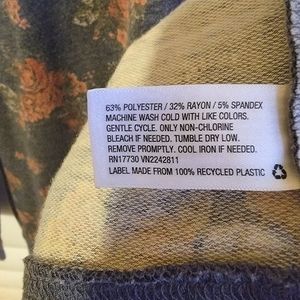 63% POLYESTER / 32% RAYON / 5% SPANDEX
MACHINE WASH COLD WITH LIKE COLORS.
GENTLE CYCLE. ONLY NON-CHLORINE
BLEACH IF NEEDED. TUMBLE DRY LOW.
REMOVE PROMPTLY. COOL IRON IF NEEDED.
RN17730 VN2242811
LABEL MADE FROM 100% RECYCLED PLASTIC